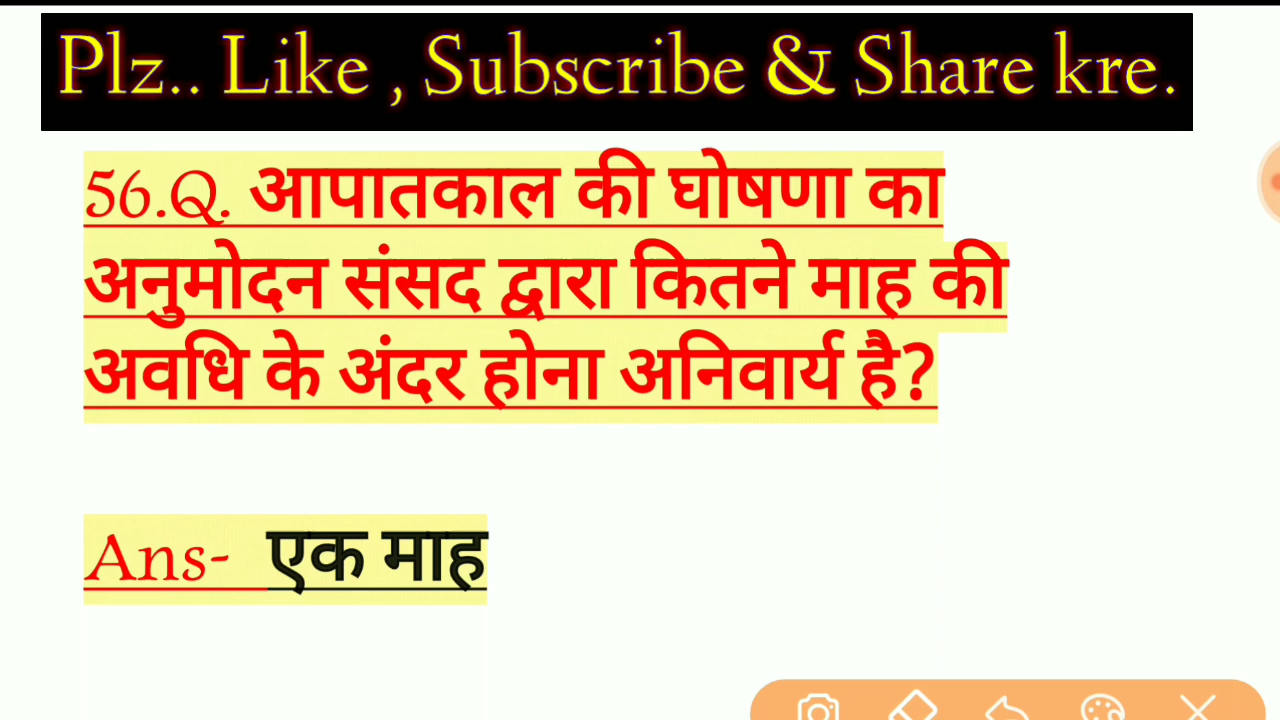 Plz.. Like , Subscribe & Share kre.
56.Q. आपातकाल की घोषणा का
अनुमोदन संसद द्वारा कितने माह की
अवधि के अंदर होना अनिवार्य है?
Ans- एक माह